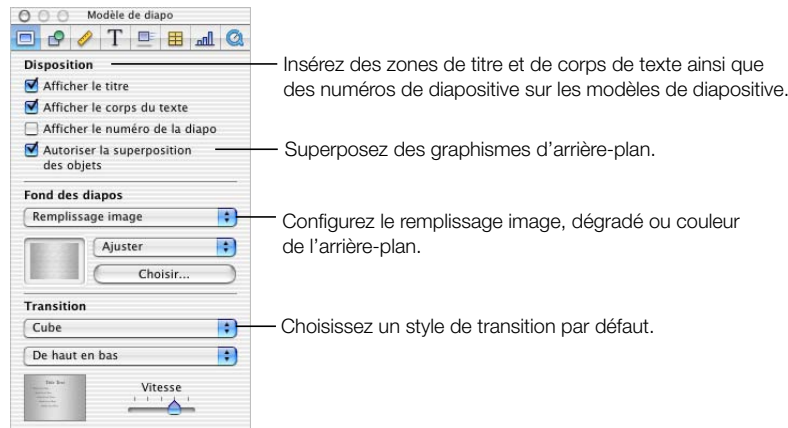 Modèle de diapo
T
Disposition
Afficher le titre
Afficher le corps du texte
Afficher le numéro de la diapo
Autoriser la superposition
des objets
Fond des diapos
Remplissage image
Ajuster
Choisir...
Transition
Cube
De haut en bas
Vitesse
Insérez des zones de titre et de corps de texte ainsi que
des numéros de diapositive sur les modèles de diapositive.
Superposez des graphismes d’arrière-plan.
Configurez le remplissage image, dégradé ou couleur
de l’arrière-plan.
Choisissez un style de transition par défaut.